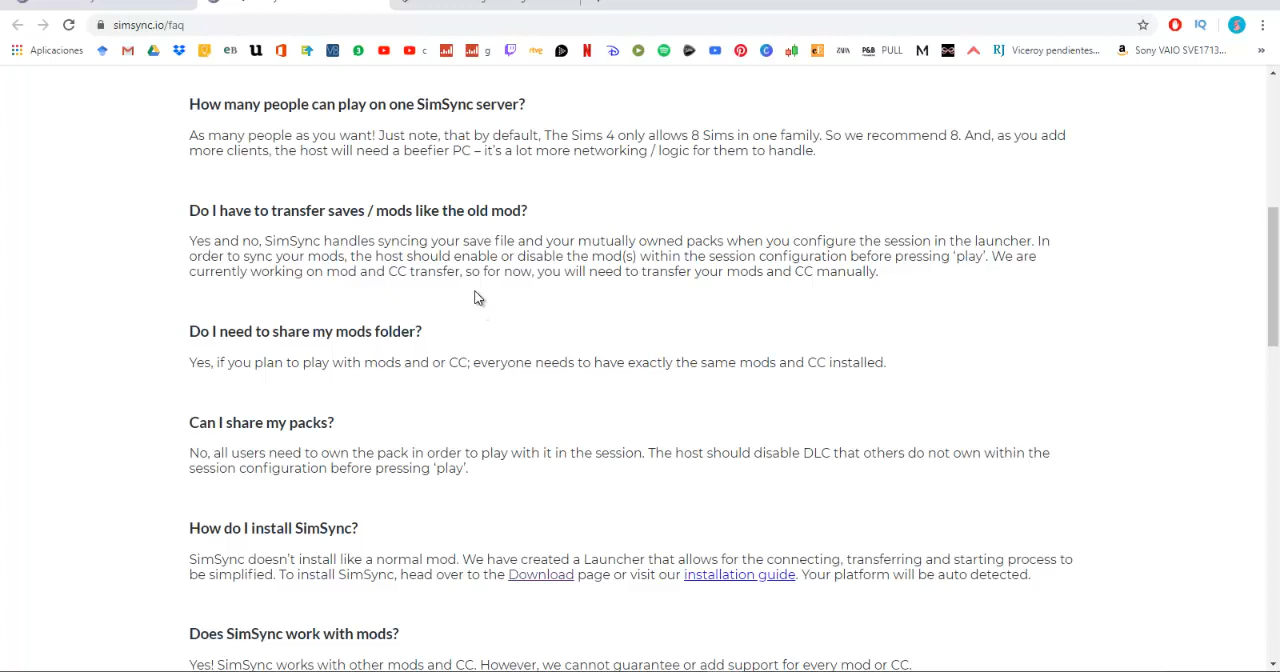 simsync.io/faq
Aplicaciones
c
g
PULL
Viceroy pendientes...
Sony VAIO SVE1713...
How many people can play on one SimSync server?
As many people as you want! Just note, that by default, The Sims 4 only allows 8 Sims in one family. So we recommend 8. And, as you add
more clients, the host will need a beefier PC – it's a lot more networking / logic for them to handle.
Do I have to transfer saves / mods like the old mod?
Yes and no, SimSync handles syncing your save file and your mutually owned packs when you configure the session in the launcher. In
order to sync your mods, the host should enable or disable the mod(s) within the session configuration before pressing 'play'. We are
currently working on mod and CC transfer, so for now, you will need to transfer your mods and CC manually.
Do I need to share my mods folder?
Yes, if you plan to play with mods and or CC; everyone needs to have exactly the same mods and CC installed.
Can I share my packs?
No, all users need to own the pack in order to play with it in the session. The host should disable DLC that others do not own within the
session configuration before pressing 'play'.
How do I install SimSync?
SimSync doesn't install like a normal mod. We have created a Launcher that allows for the connecting, transferring and starting process to
be simplified. To install SimSync, head over to the Download page or visit our installation guide. Your platform will be auto detected.
Does SimSync work with mods?
Yes! SimSync works with other mods and CC. However, we cannot guarantee or add support for every mod or CC.